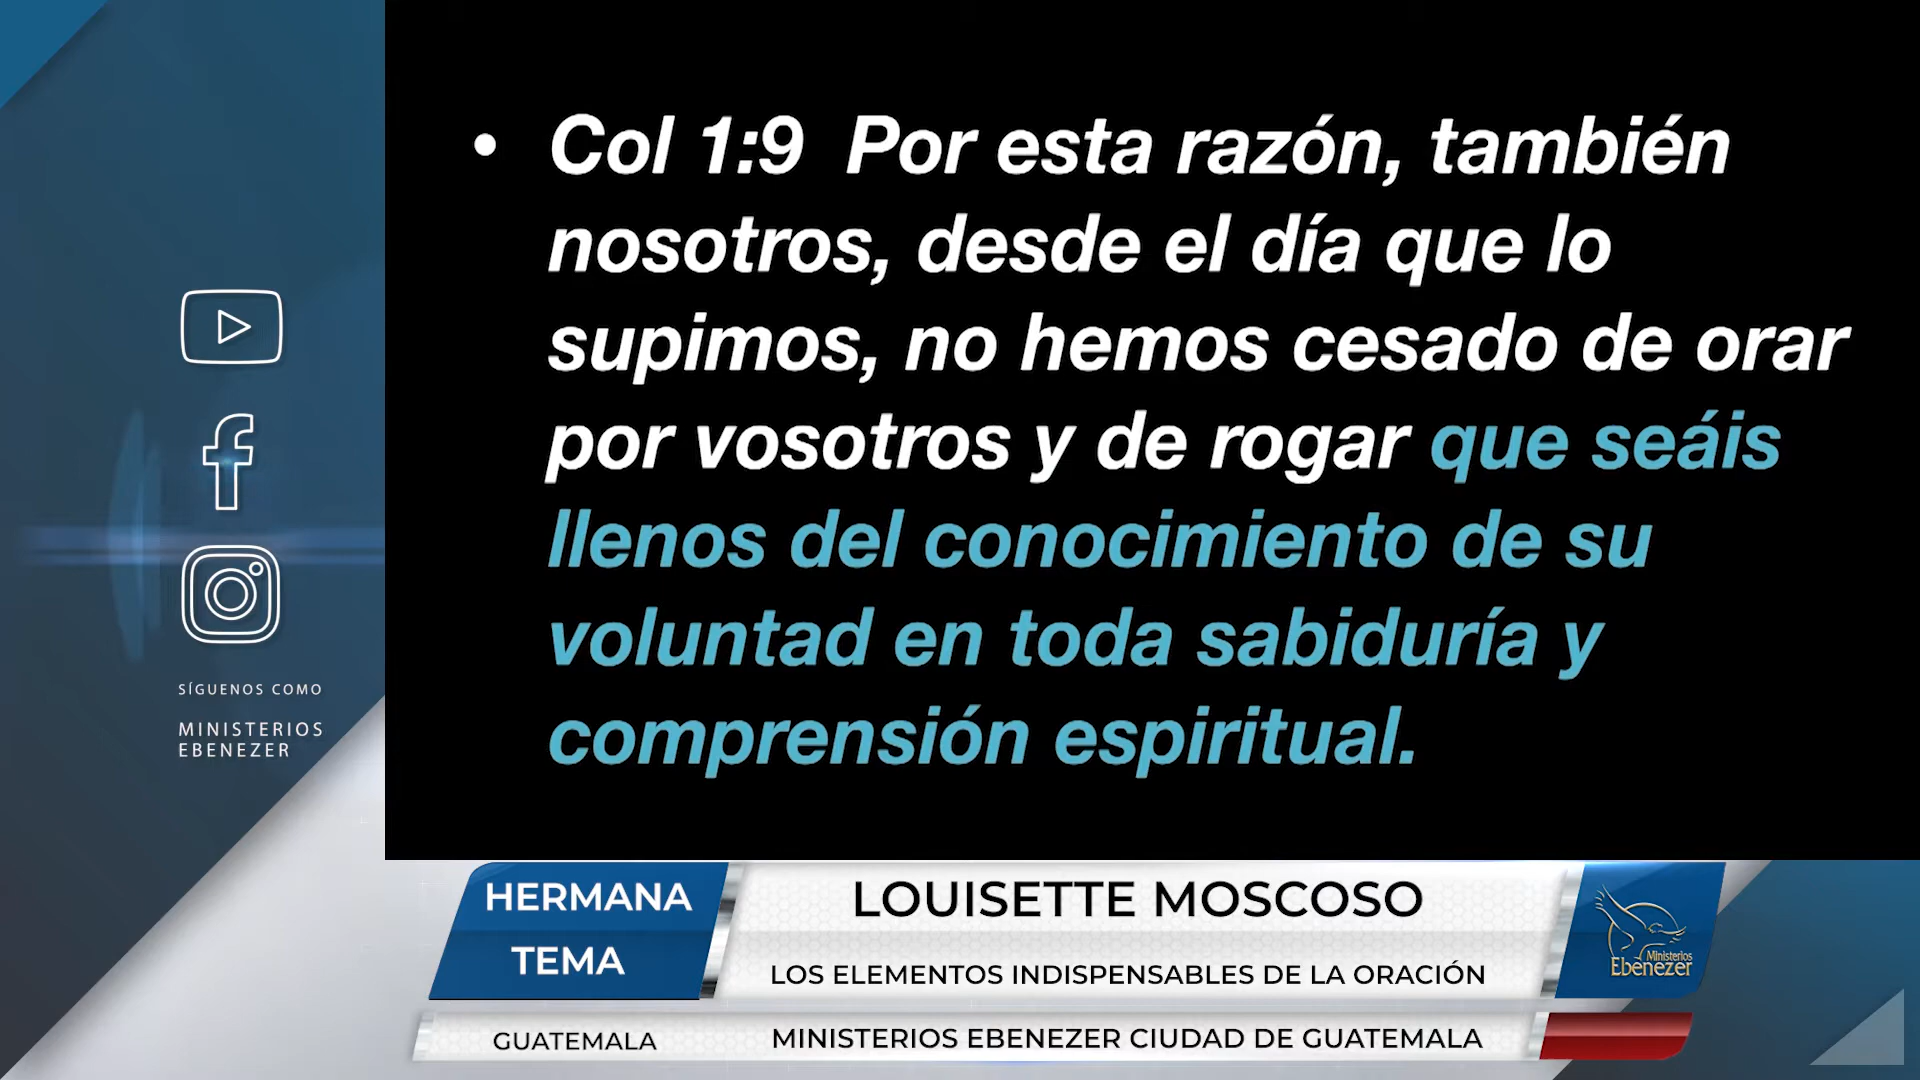 • Col 1:9 Por esta razón, también
nosotros, desde el día que lo
supimos, no hemos cesado de orar
por vosotros y de rogar que seáis
llenos del conocimiento de su
voluntad en toda sabiduría y
comprensión espiritual.
SÍGUENOS COMO
MINISTERIOS
EBENEZER
HERMANA
LOUISETTE MOSCOSO
TEMA
LOS ELEMENTOS INDISPENSABLES DE LA ORACIÓN
Ministerios
Ebenezer
GUATEMALA
MINISTERIOS EBENEZER CIUDAD DE GUATEMALA